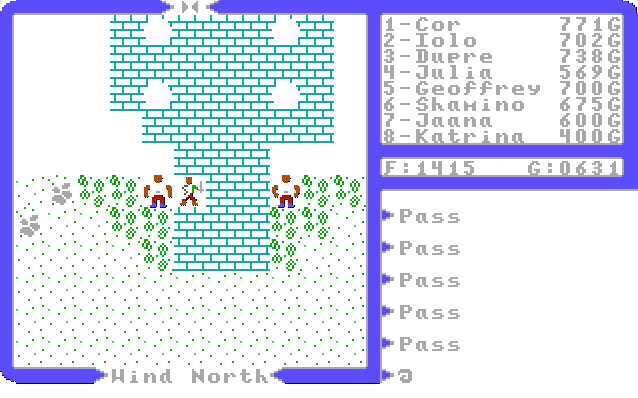 1-Cor 771G
2-Iolo 702G
3-Dupre 738G
4-Julia 569G
5-Geoffrey 700G
6-Shamino 675G
7-Jaana 600G
8-Katrina 400G
F:1415 G:0631
Pass
Pass
Pass
Pass
Pass
Wind North